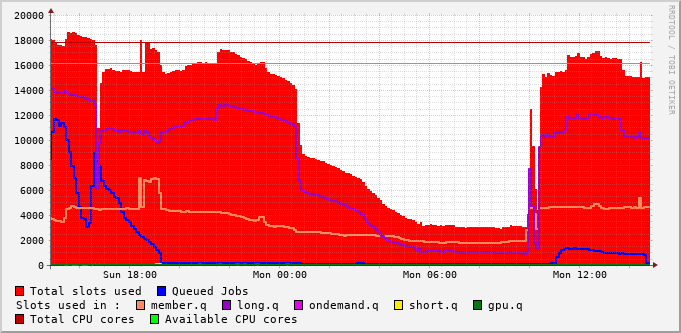 RRDTOOL / TOBI OETIKER
20000
18000
16000
14000
12000
10000
8000
6000
4000
2000
0
Sun 18:00 Mon 00:00 Mon 06:00 Mon 12:00
Total slots used Queued Jobs
Slots used in : member.q long.q ondemand.q short.q gpu.q
Total CPU cores Available CPU cores